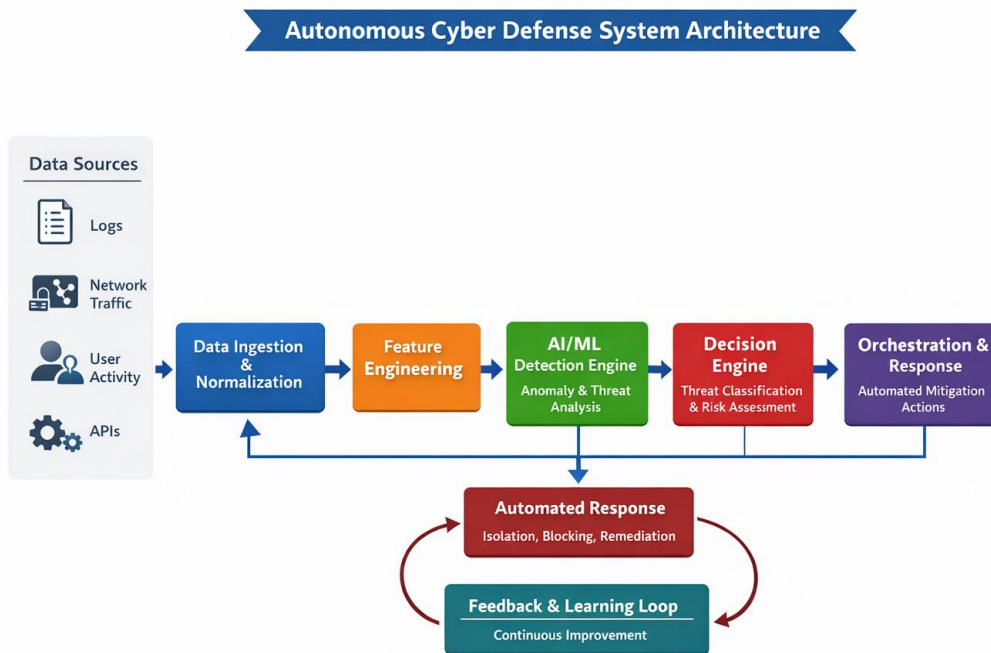 Autonomous Cyber Defense System Architecture
Data Sources
Logs
Network
Traffic
User
Activity
APIs
Data Ingestion
&
Normalization
Feature
Engineering
AI/ML
Detection Engine
Anomaly & Threat
Analysis
Decision
Engine
Threat Classification
& Risk Assessment
Orchestration &
Response
Automated Mitigation
Actions
Automated Response
Isolation, Blocking, Remediation
Feedback & Learning Loop
Continuous Improvement